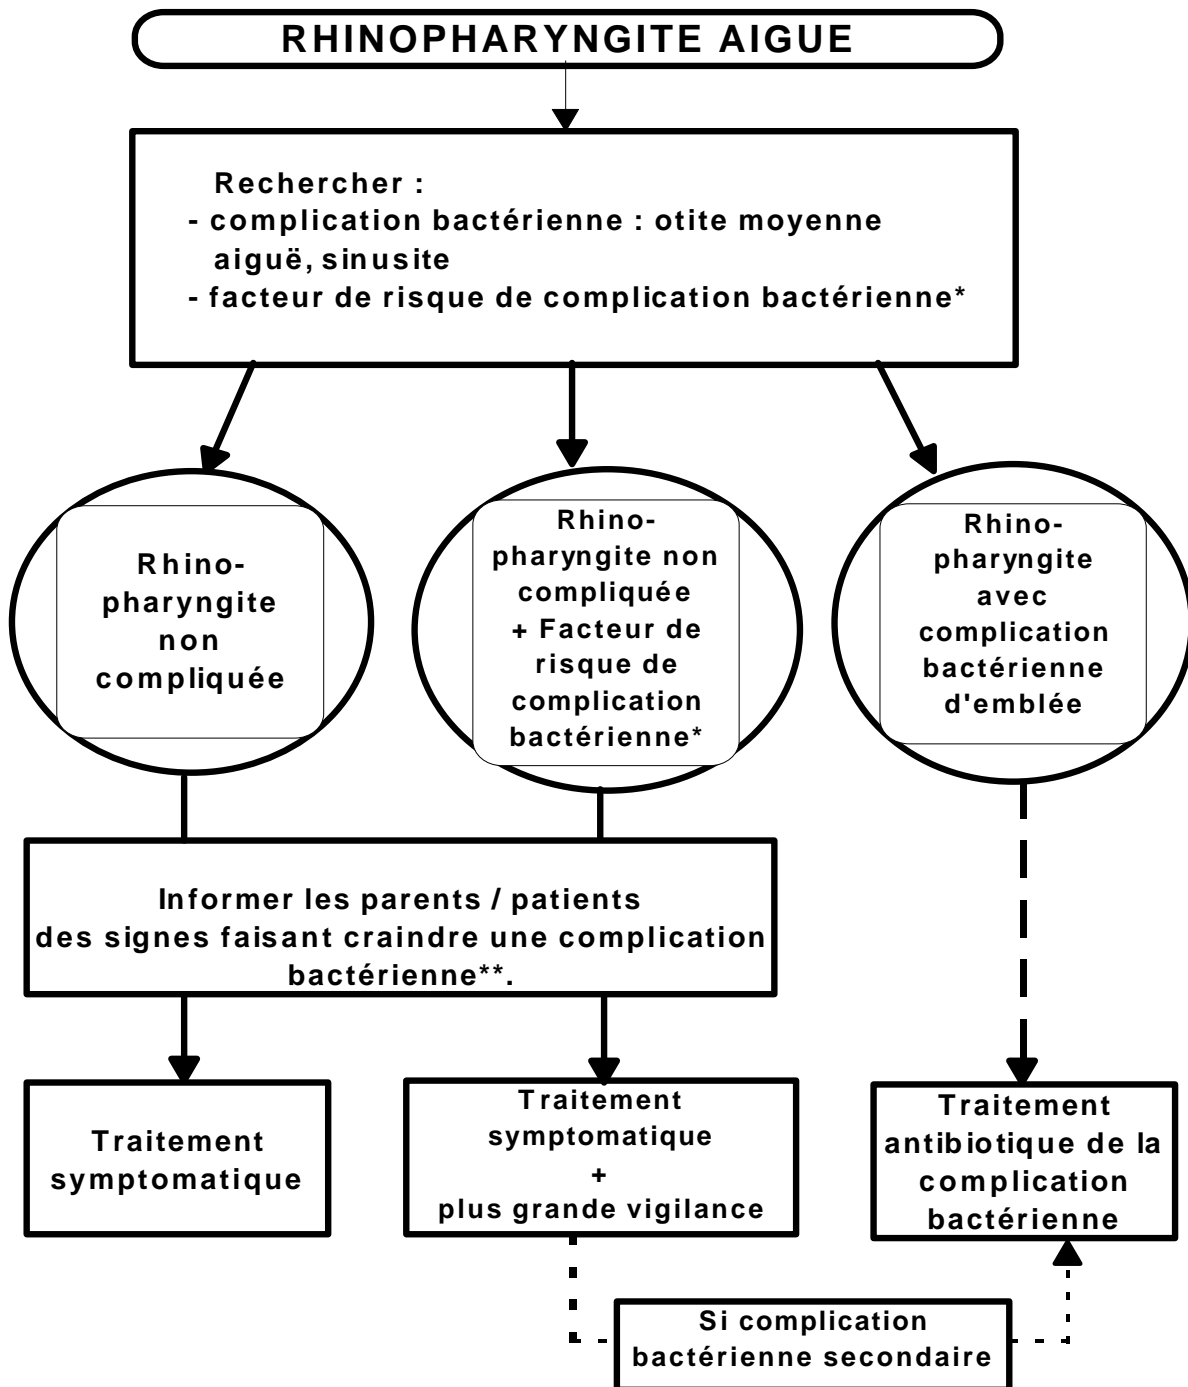 RHINOPHARYNGITE AIGUE
Rechercher :
- complication bactérienne : otite moyenne
aiguë, sinusite
- facteur de risque de complication bactérienne*
Rhino-
pharyngite
non
compliquée
Rhino-
pharyngite non
compliquée
+ Facteur de
risque de
complication
bactérienne*
Rhino-
pharyngite
avec
complication
bactérienne
d'emblée
Informer les parents / patients
des signes faisant craindre une complication
bactérienne**.
Traitement
symptomatique
Traitement
symptomatique
+
plus grande vigilance
Traitement
antibiotique de la
complication
bactérienne
Si complication
bactérienne secondaire